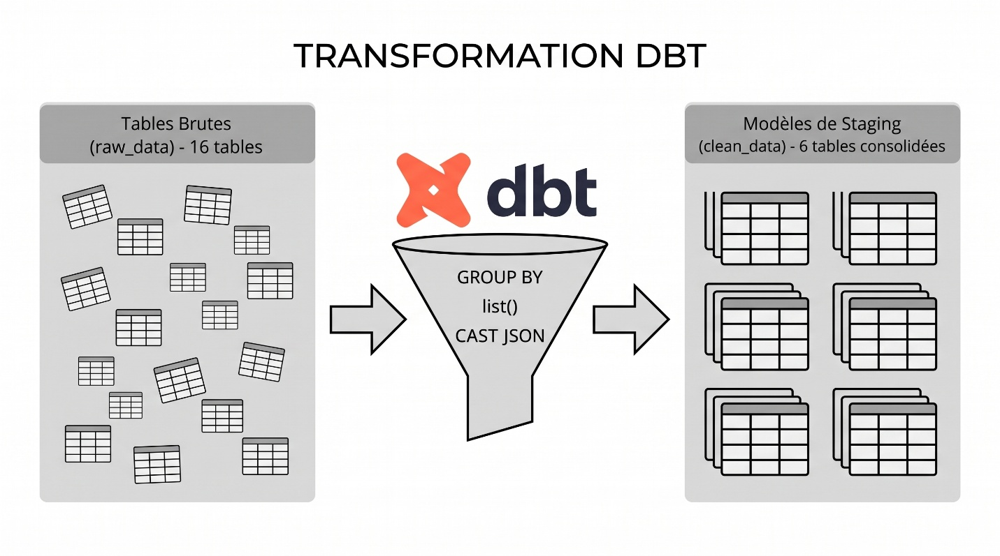 TRANSFORMATION DBT
Tables Brutes
(raw_data) - 16 tables
dbt
GROUP BY
list()
CAST JSON
Modèles de Staging
(clean_data) - 6 tables consolidées